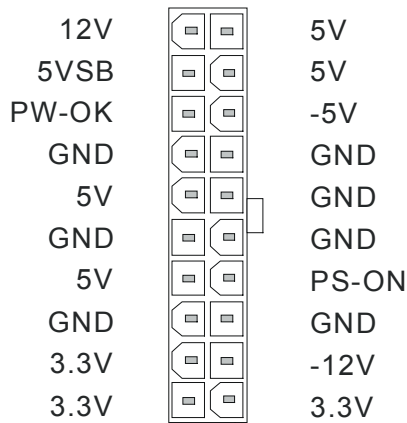 12V 5V
5VSB 5V
PW-OK -5V
GND GND
5V GND
GND GND
5V PS-ON
GND GND
3.3V -12V
3.3V 3.3V